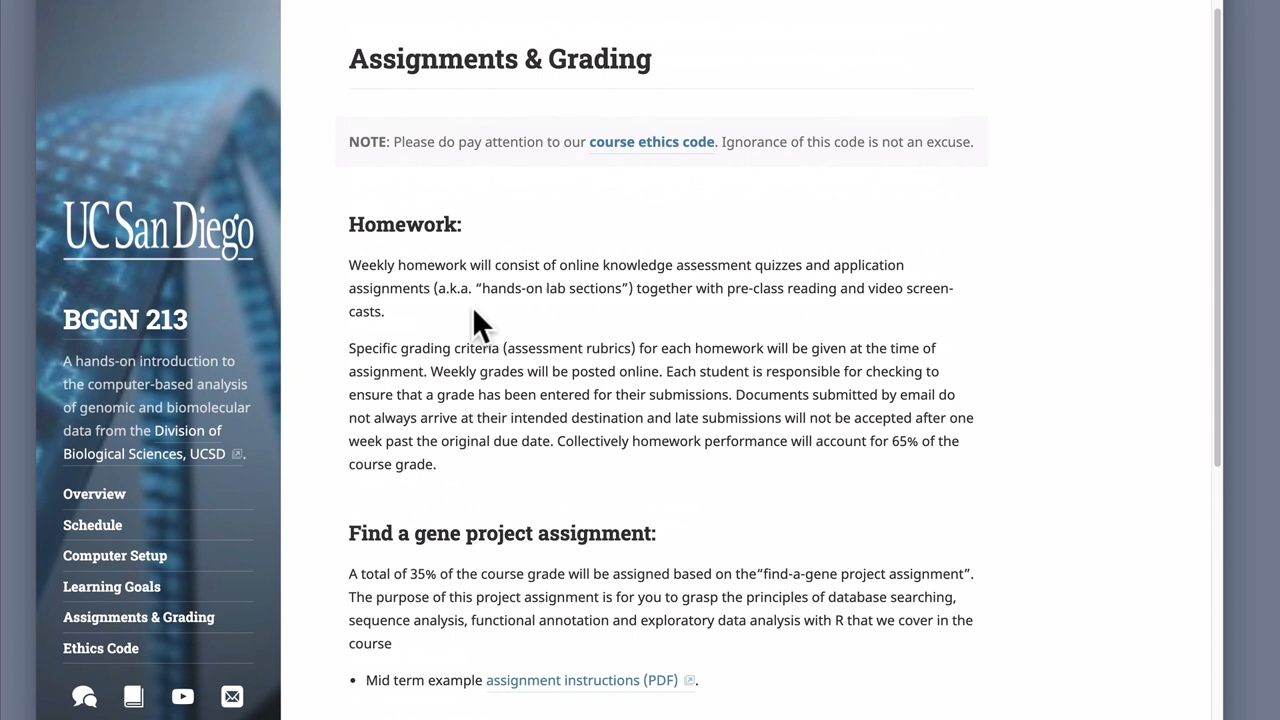 UC San Diego
BGGN 213
A hands-on introduction to
the computer-based analysis
of genomic and biomolecular
data from the Division of
Biological Sciences, UCSD.
Overview
Schedule
Computer Setup
Learning Goals
Assignments & Grading
Ethics Code
Assignments & Grading
NOTE: Please do pay attention to our course ethics code. Ignorance of this code is not an excuse.
Homework:
Weekly homework will consist of online knowledge assessment quizzes and application
assignments (a.k.a. “hands-on lab sections”) together with pre-class reading and video screen-
casts.
Specific grading criteria (assessment rubrics) for each homework will be given at the time of
assignment. Weekly grades will be posted online. Each student is responsible for checking to
ensure that a grade has been entered for their submissions. Documents submitted by email do
not always arrive at their intended destination and late submissions will not be accepted after one
week past the original due date. Collectively homework performance will account for 65% of the
course grade.
Find a gene project assignment:
A total of 35% of the course grade will be assigned based on the“find-a-gene project assignment”.
The purpose of this project assignment is for you to grasp the principles of database searching,
sequence analysis, functional annotation and exploratory data analysis with R that we cover in the
course
• Mid term example assignment instructions (PDF).